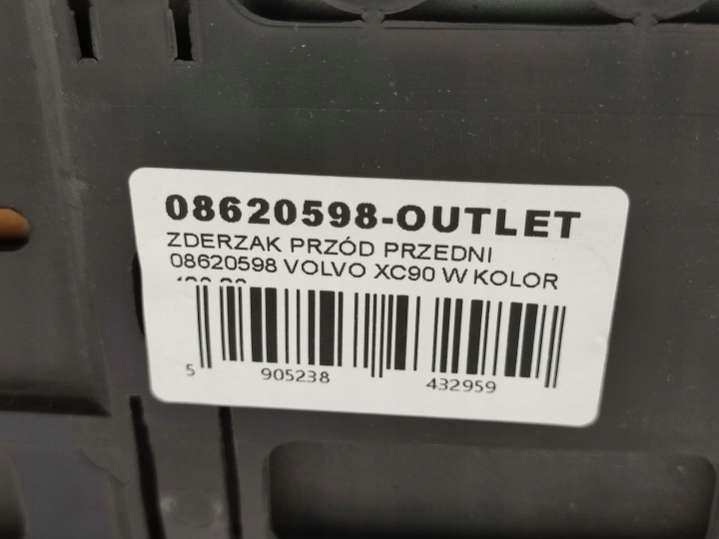 08620598-OUTLET
ZDERZAK PRZÓD PRZEDNI
08620598 VOLVO XC90 W KOLOR
5 905238 432959